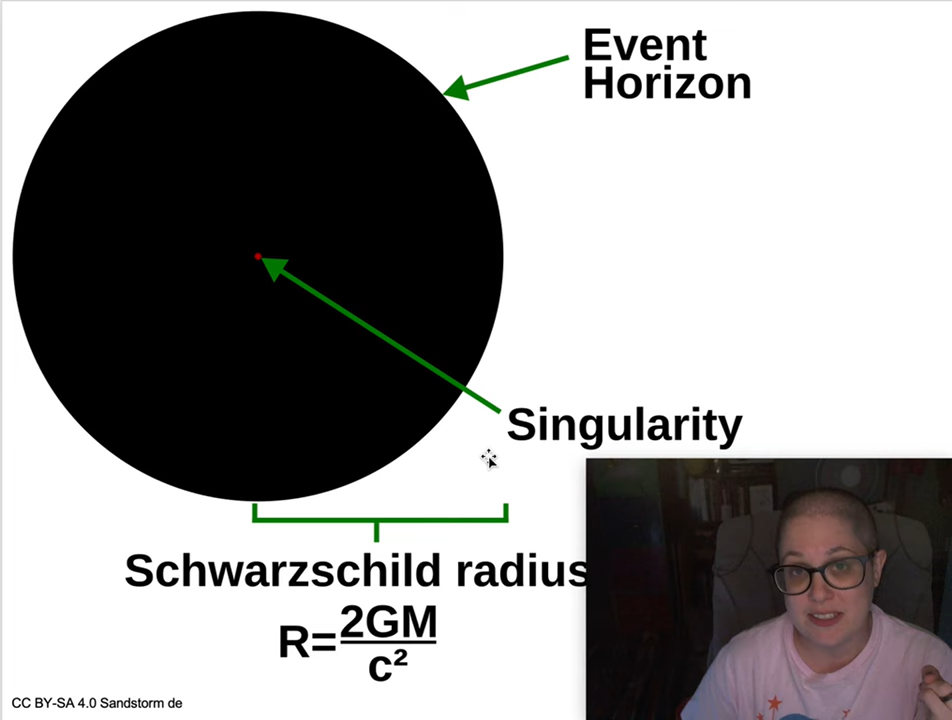 Event
Horizon
Singularity
Schwarzschild radius
R=2GM
c²
CC BY-SA 4.0 Sandstorm de